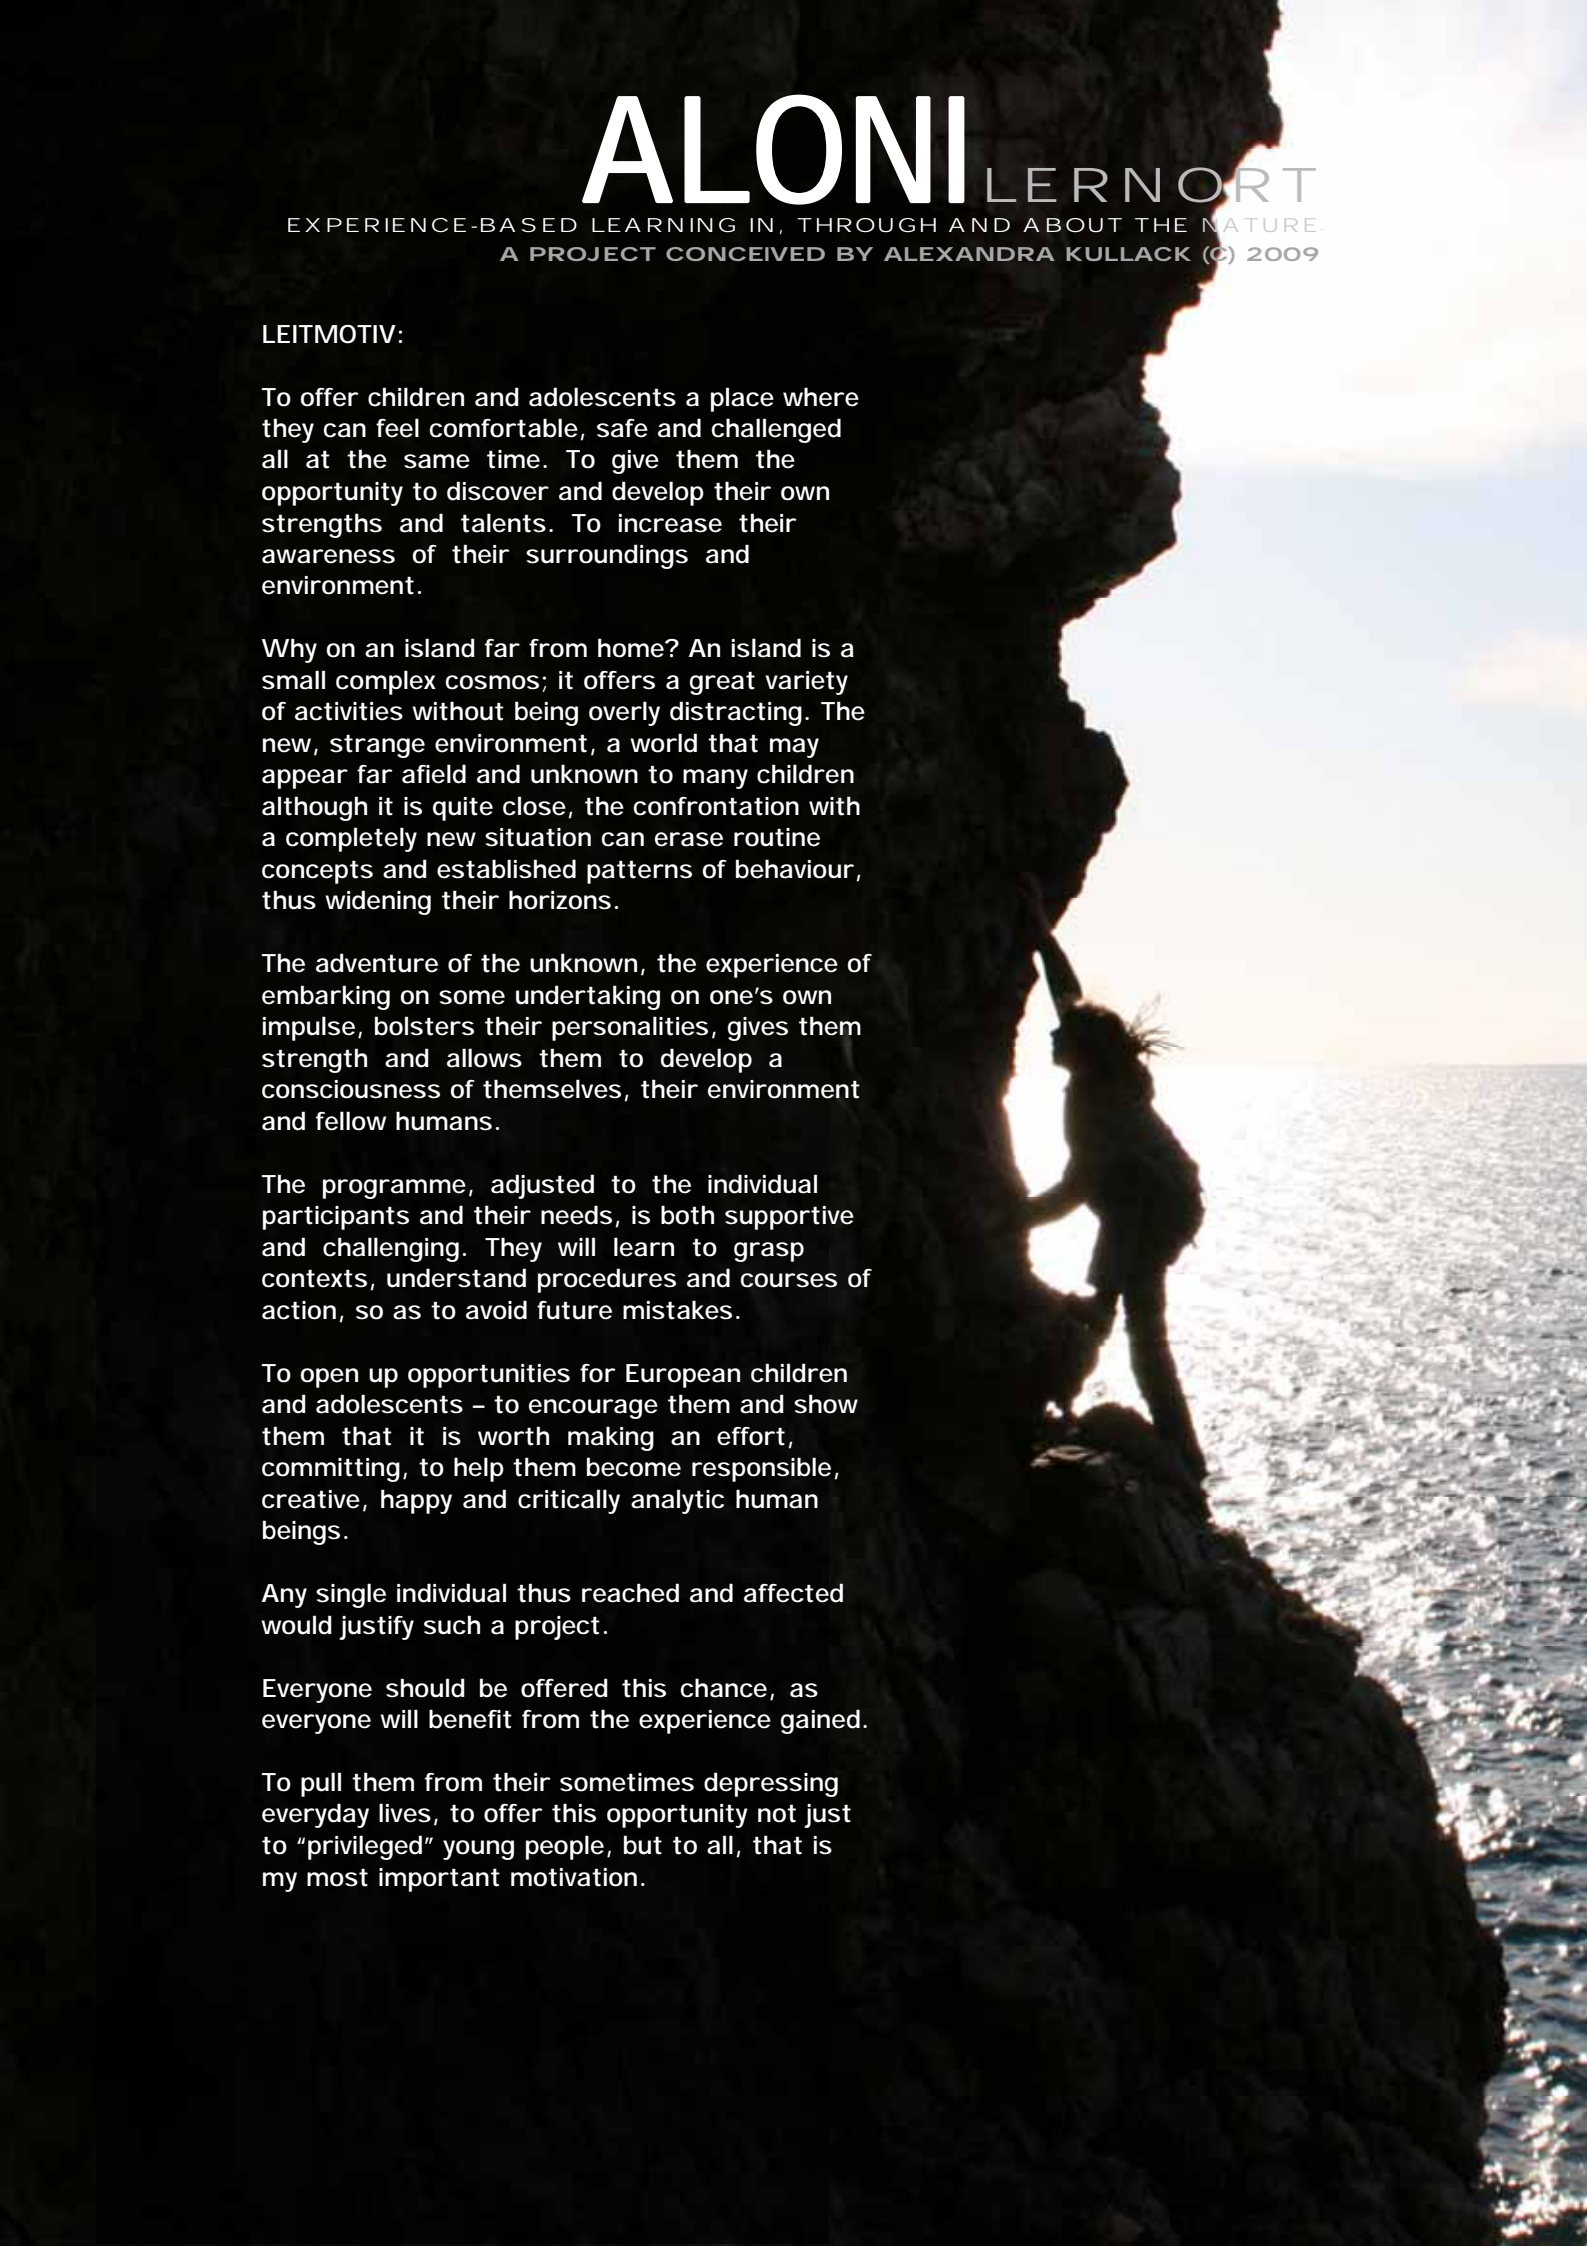 ALONI LERNORT
EXPERIENCE-BASED LEARNING IN, THROUGH AND ABOUT THE NATURE.
A PROJECT CONCEIVED BY ALEXANDRA KULLACK (C) 2009
LEITMOTIV:
To offer children and adolescents a place where
they can feel comfortable, safe and challenged
all at the same time. To give them the
opportunity to discover and develop their own
strengths and talents. To increase their
awareness of their surroundings and
environment.
Why on an island far from home? An island is a
small complex cosmos; it offers a great variety
of activities without being overly distracting. The
new, strange environment, a world that may
appear far afield and unknown to many children
although it is quite close, the confrontation with
a completely new situation can erase routine
concepts and established patterns of behaviour,
thus widening their horizons.
The adventure of the unknown, the experience of
embarking on some undertaking on one's own
impulse, bolsters their personalities, gives them
strength and allows them to develop a
consciousness of themselves, their environment
and fellow humans.
The programme, adjusted to the individual
participants and their needs, is both supportive
and challenging. They will learn to grasp
contexts, understand procedures and courses of
action, so as to avoid future mistakes.
To open up opportunities for European children
and adolescents – to encourage them and show
them that it is worth making an effort,
committing, to help them become responsible,
creative, happy and critically analytic human
beings.
Any single individual thus reached and affected
would justify such a project.
Everyone should be offered this chance, as
everyone will benefit from the experience gained.
To pull them from their sometimes depressing
everyday lives, to offer this opportunity not just
to “privileged” young people, but to all, that is
my most important motivation.